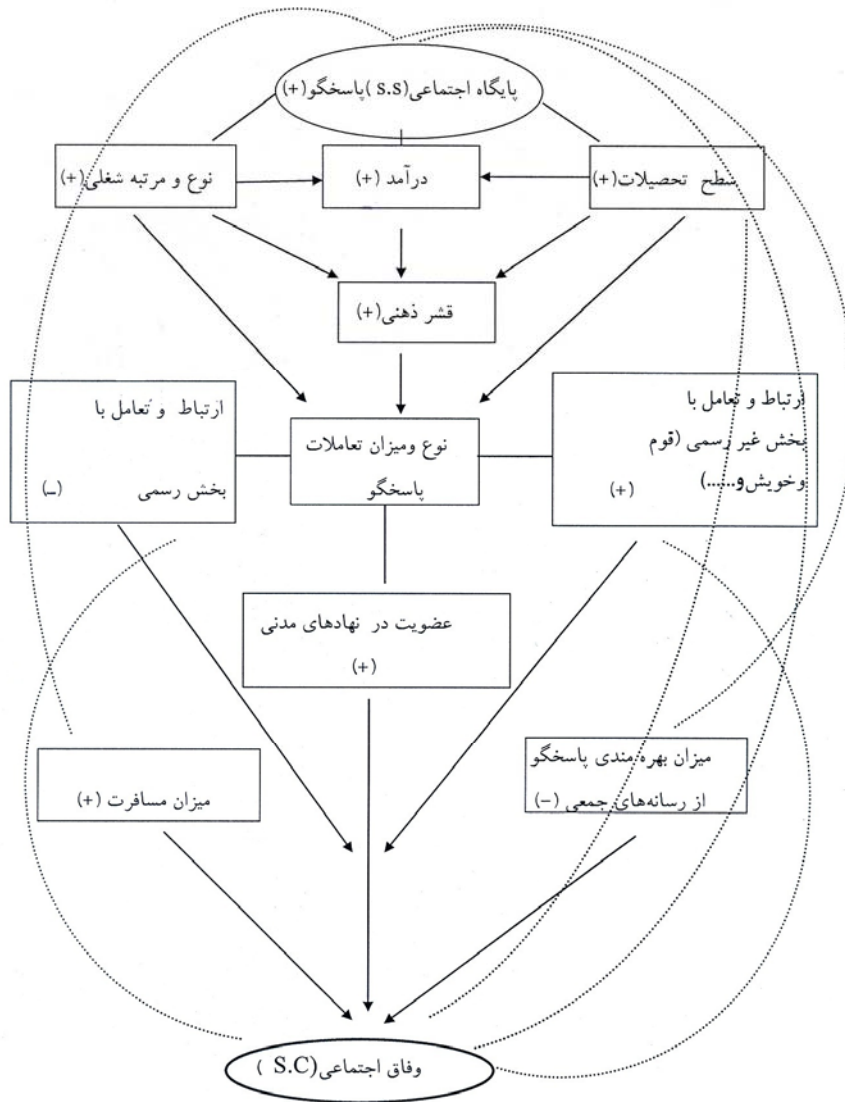 پایگاه اجتماعی(s.s) پاسخگو(+)
سطح تحصیلات(+)
درآمد (+)
نوع و مرتبه شغلی(+)
قشر ذهنی(+)
ارتباط و تعامل با
بخش غیر رسمی (قوم
وخویش‌و......)
(+)
نوع ومیزان تعاملات
پاسخگو
ارتباط و تعامل با
بخش رسمی (–)
عضویت در نهادهای مدنی
(+)
میزان بهره مندی پاسخگو
از رسانه‌های جمعی (–)
میزان مسافرت (+)
وفاق اجتماعی(S.C )